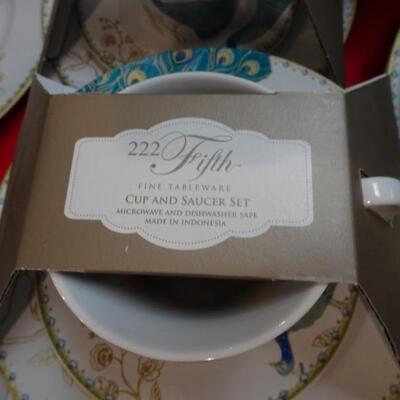 222 Fifth
FINE TABLEWARE
CUP AND SAUCER SET
MICROWAVE AND DISHWASHER SAFE
MADE IN INDONESIA